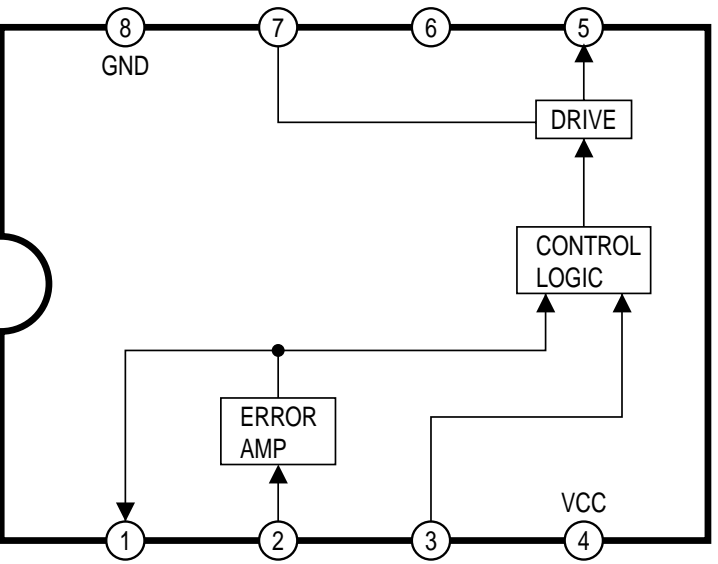 8 7 6 5
GND
DRIVE
CONTROL
LOGIC
ERROR
AMP
VCC
1 2 3 4